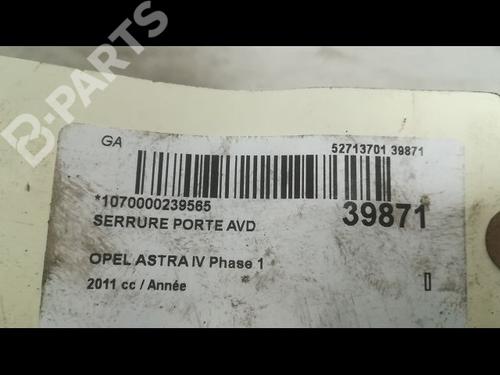 B-PARTS
GA
52713701 39871
*1070000239565
39871
SERRURE PORTE AVD
OPEL ASTRA IV Phase 1
2011 cc / Année